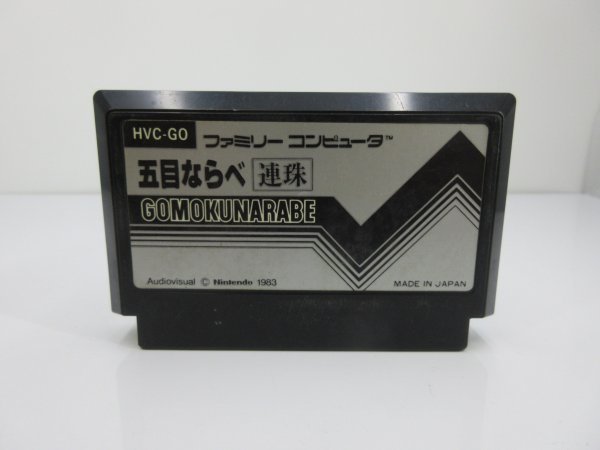 HVC-GO ファミリー コンピュータ™
五目ならべ 連珠
GOMOKUNARABE
Audiovisual © Nintendo 1983 MADE IN JAPAN